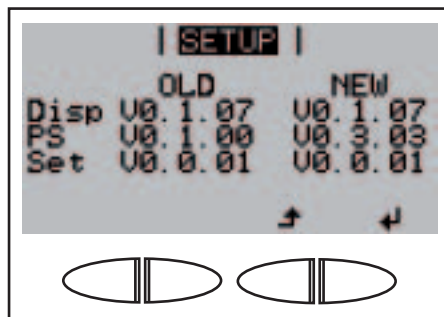 | SETUP |
OLD NEW
Disp V0.1.07 V0.1.07
PS V0.1.00 V0.3.03
Set V0.0.01 V0.0.01